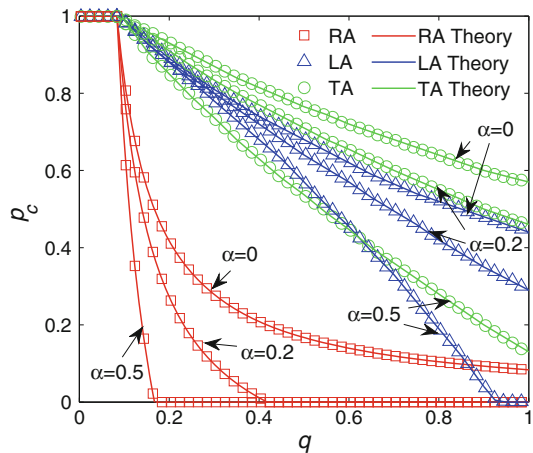 1
0.8
0.6
0.4
0.2
0
0 0.2 0.4 0.6 0.8 1
p_c
q
RA RA Theory
LA LA Theory
TA TA Theory
α=0
α=0.2
α=0.5
α=0
α=0.2
α=0.5